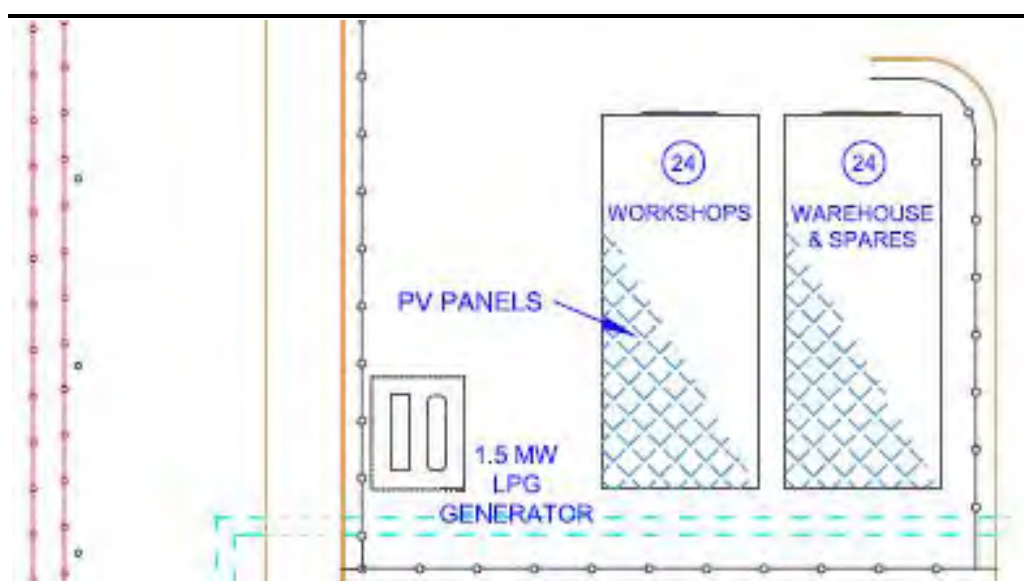 24
WORKSHOPS
24
WAREHOUSE
& SPARES
PV PANELS
1.5 MW
LPG
GENERATOR